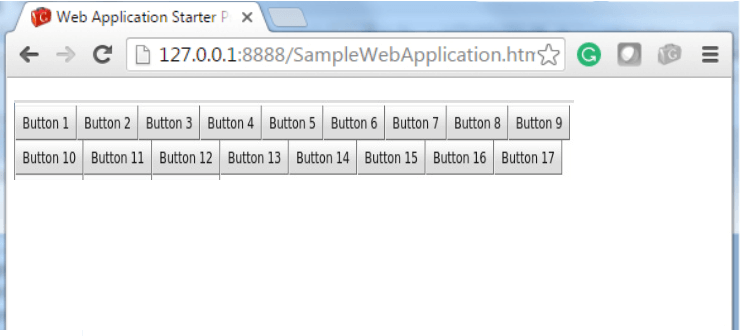 Web Application Starter P
127.0.0.1:8888/SampleWebApplication.htm
Button 1 Button 2 Button 3 Button 4 Button 5 Button 6 Button 7 Button 8 Button 9
Button 10 Button 11 Button 12 Button 13 Button 14 Button 15 Button 16 Button 17